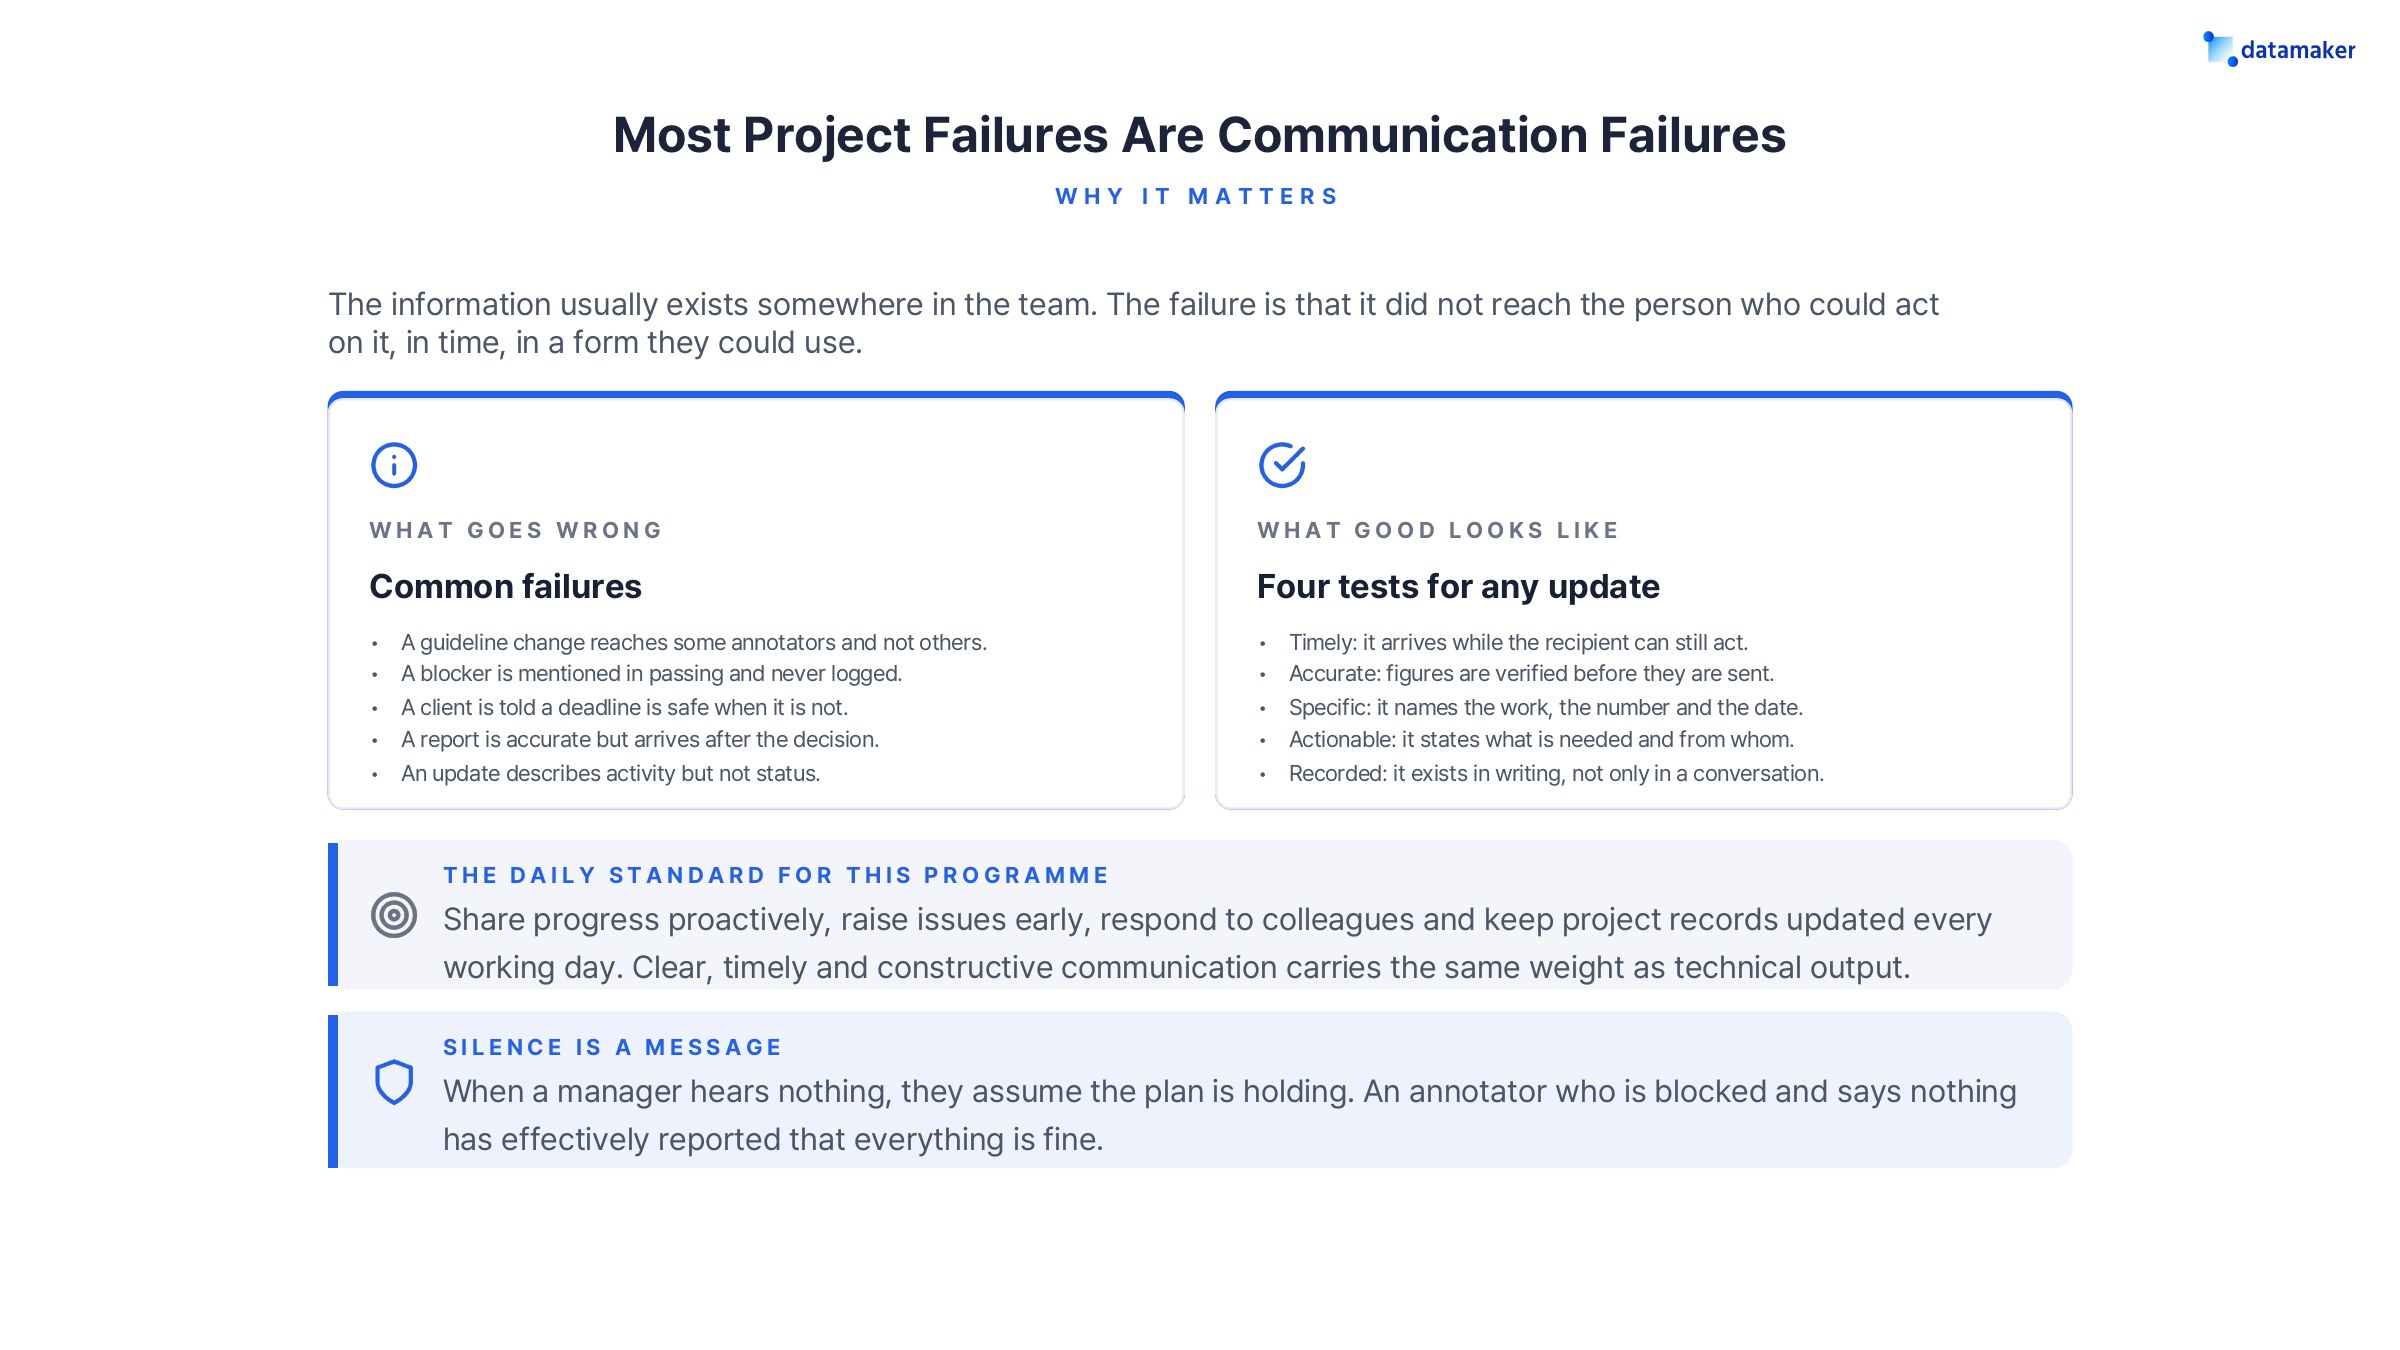 datamaker
Most Project Failures Are Communication Failures
WHY IT MATTERS
The information usually exists somewhere in the team. The failure is that it did not reach the person who could act
on it, in time, in a form they could use.
WHAT GOES WRONG
Common failures
• A guideline change reaches some annotators and not others.
• A blocker is mentioned in passing and never logged.
• A client is told a deadline is safe when it is not.
• A report is accurate but arrives after the decision.
• An update describes activity but not status.
WHAT GOOD LOOKS LIKE
Four tests for any update
• Timely: it arrives while the recipient can still act.
• Accurate: figures are verified before they are sent.
• Specific: it names the work, the number and the date.
• Actionable: it states what is needed and from whom.
• Recorded: it exists in writing, not only in a conversation.
THE DAILY STANDARD FOR THIS PROGRAMME
Share progress proactively, raise issues early, respond to colleagues and keep project records updated every
working day. Clear, timely and constructive communication carries the same weight as technical output.
SILENCE IS A MESSAGE
When a manager hears nothing, they assume the plan is holding. An annotator who is blocked and says nothing
has effectively reported that everything is fine.